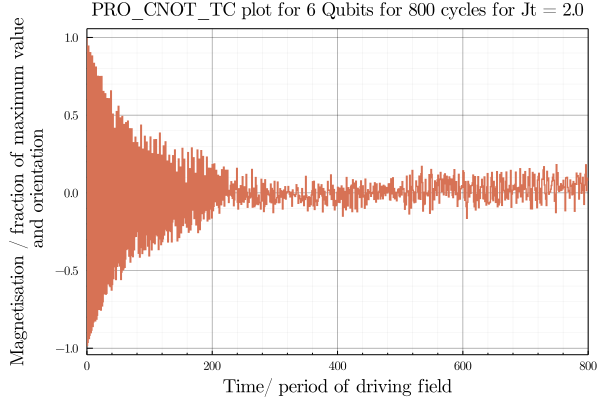 PRO_CNOT_TC plot for 6 Qubits for 800 cycles for Jt = 2.0
Magnetisation / fraction of maximum value
and orientation
1.0
0.5
0.0
−0.5
−1.0
0 200 400 600 800
Time/ period of driving field